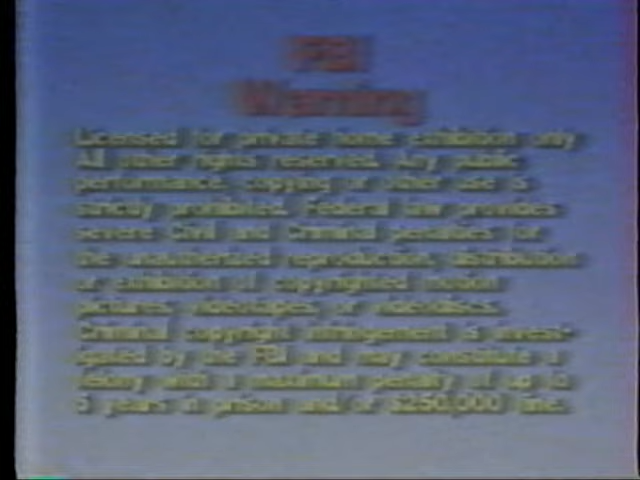 FBI
Warning
Licensed for private home exhibition only
All other rights reserved. Any public
performance, copying or other use is
strictly prohibited. Federal law provides
severe Civil and Criminal penalties for
the unauthorized reproduction, distribution
or exhibition of copyrighted motion
pictures, videotapes, or videodiscs.
Criminal copyright infringement is investi-
gated by the FBI and may constitute a
felony with a maximum penalty of up to
5 years in prison and/or $250,000 fine.